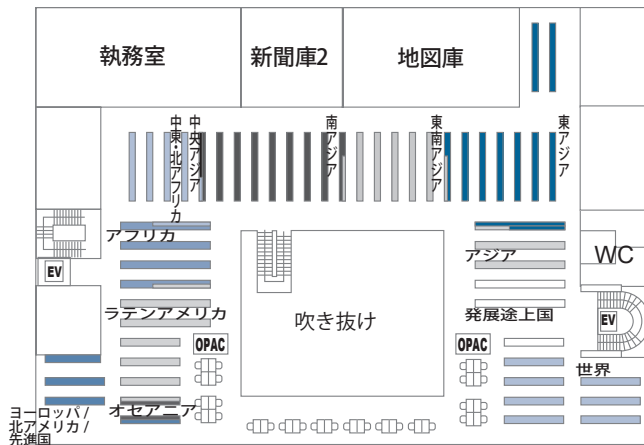 執務室
新聞庫2
地図庫
中東・北アフリカ
中央アジア
南アジア
東南アジア
東アジア
アフリカ
アジア
WC
EV
ラテンアメリカ
吹き抜け
発展途上国
EV
OPAC
OPAC
世界
オセアニア
ヨーロッパ /
北アメリカ /
先進国